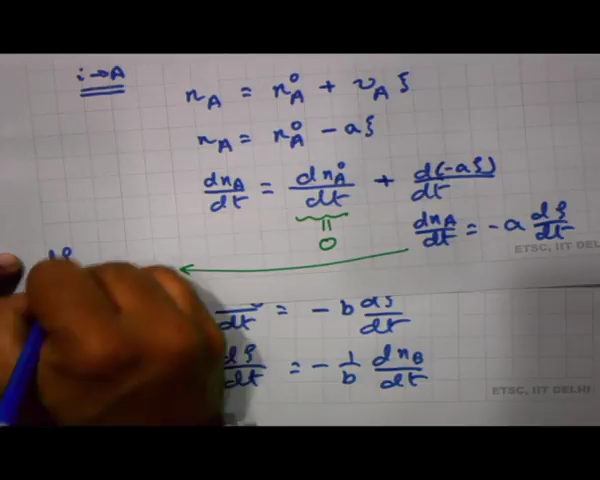 i → A
n_A = n_A° + ν_A ξ
n_A = n_A° - aξ
dn_A/dt = dn_A°/dt + d(-aξ)/dt
= 0
dn_A/dt = -a dξ/dt
ETSC, IIT DELHI
dξ
/dt = - b dξ/dt
dξ/dt = - 1/b dn_B/dt
ETSC, IIT DELHI